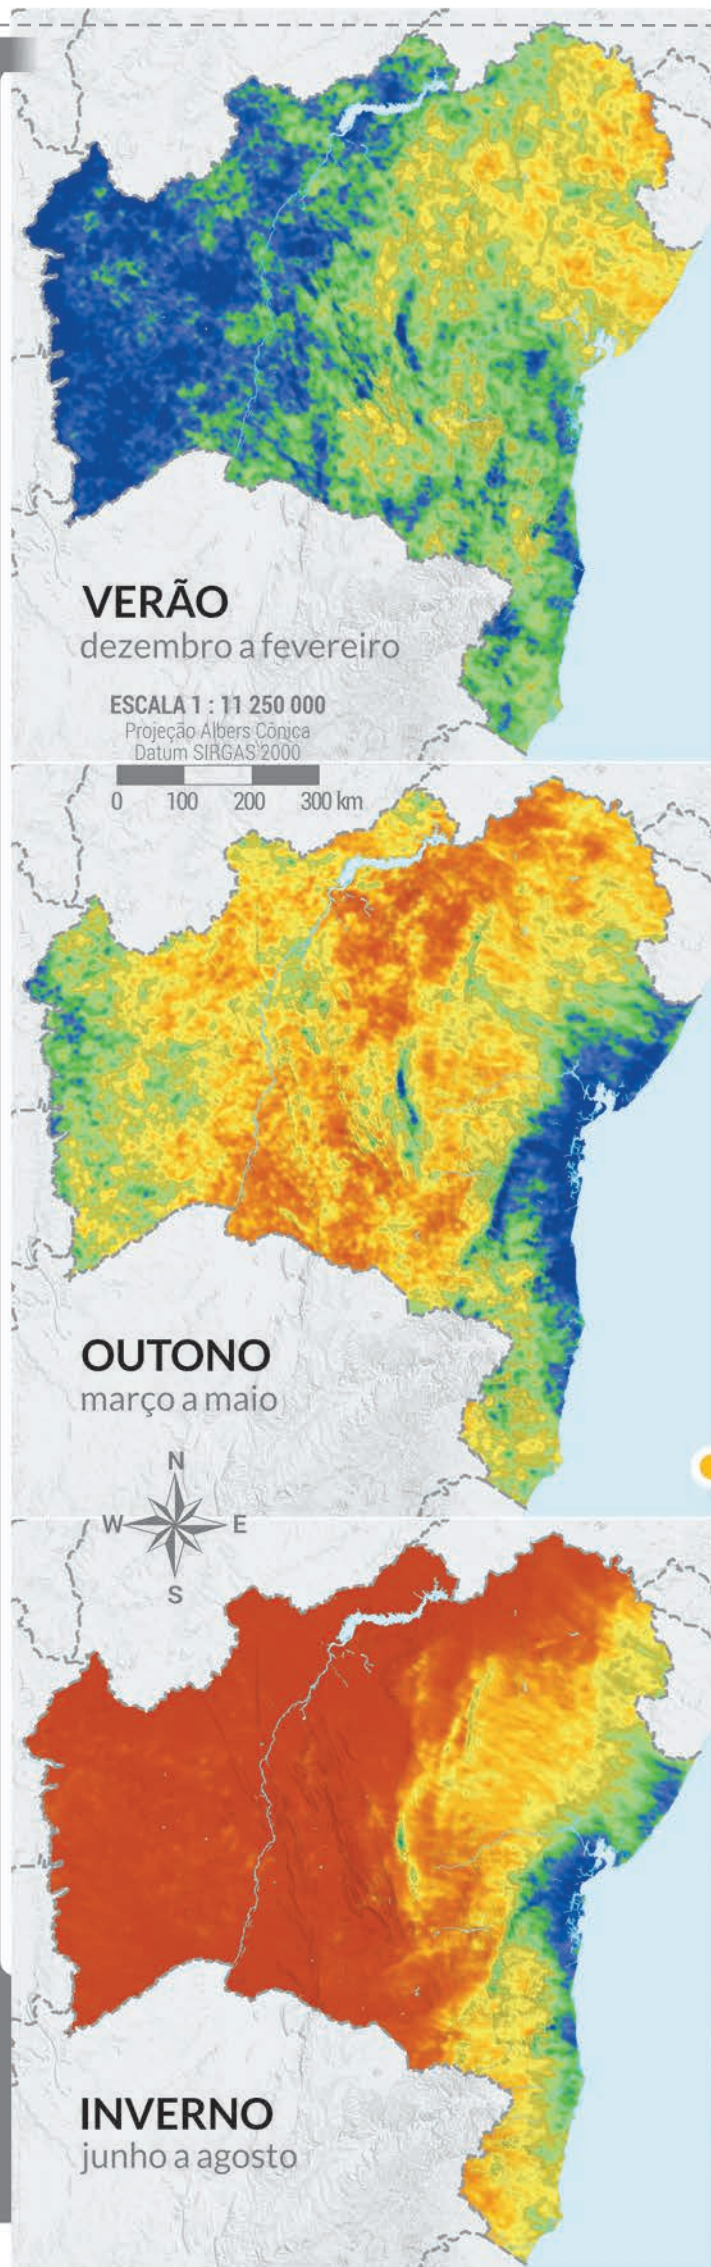 VERÃO
dezembro a fevereiro
ESCALA 1 : 11 250 000
Projeção Albers Cônica
Datum SIRGAS 2000
0 100 200 300 km
OUTONO
março a maio
N
W E
S
INVERNO
junho a agosto